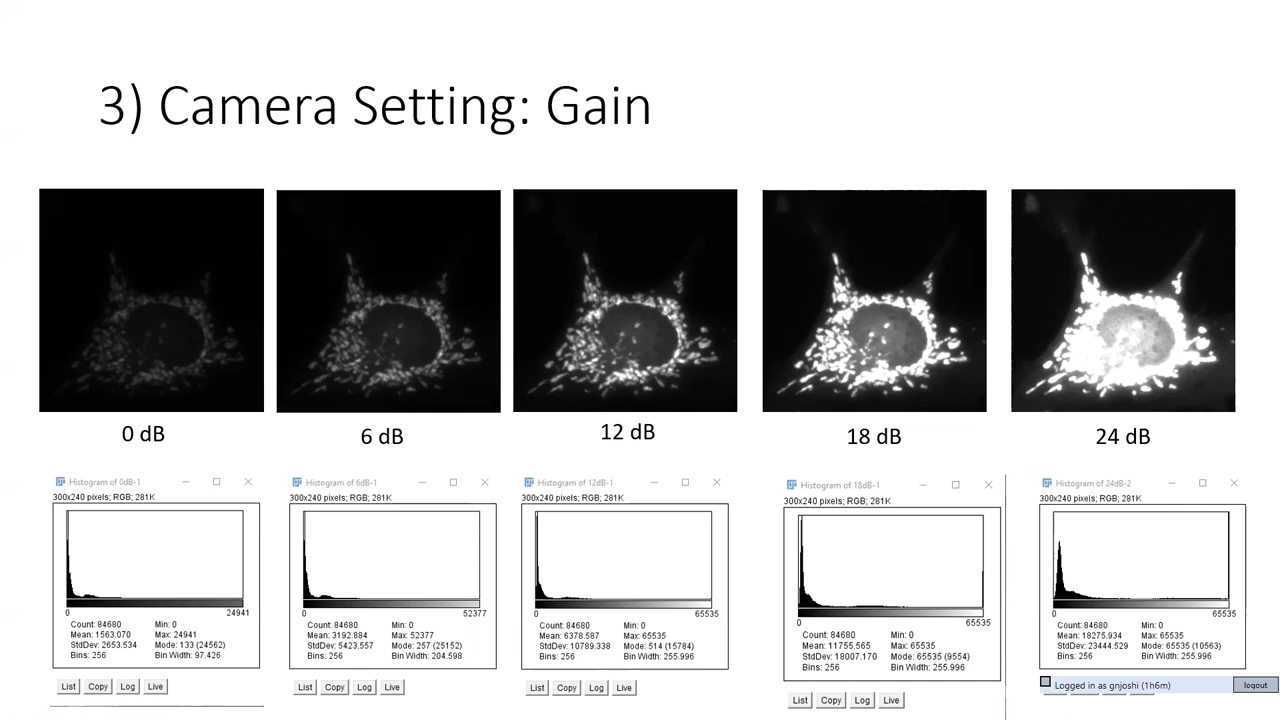 3) Camera Setting: Gain
0 dB
6 dB
12 dB
18 dB
24 dB
Histogram of 0dB-1
300x240 pixels; RGB; 281K
0 24941
Count: 84680 Min: 0
Mean: 1563.070 Max: 24941
StdDev: 2653.534 Mode: 133 (24562)
Bins: 256 Bin Width: 97.426
List Copy Log Live
Histogram of 6dB-1
300x240 pixels; RGB; 281K
0 52377
Count: 84680 Min: 0
Mean: 3192.884 Max: 52377
StdDev: 5423.557 Mode: 257 (25152)
Bins: 256 Bin Width: 204.598
List Copy Log Live
Histogram of 12dB-1
300x240 pixels; RGB; 281K
0 65535
Count: 84680 Min: 0
Mean: 6378.587 Max: 65535
StdDev: 10789.338 Mode: 514 (15784)
Bins: 256 Bin Width: 255.996
List Copy Log Live
Histogram of 18dB-1
300x240 pixels; RGB; 281K
0 65535
Count: 84680 Min: 0
Mean: 11755.565 Max: 65535
StdDev: 18007.170 Mode: 65535 (9554)
Bins: 256 Bin Width: 255.996
List Copy Log Live
Histogram of 24dB-2
300x240 pixels; RGB; 281K
0 65535
Count: 84680 Min: 0
Mean: 18275.934 Max: 65535
StdDev: 23444.529 Mode: 65535 (10563)
Bins: 256 Bin Width: 255.996
Logged in as gnjoshi (1h6m) logout